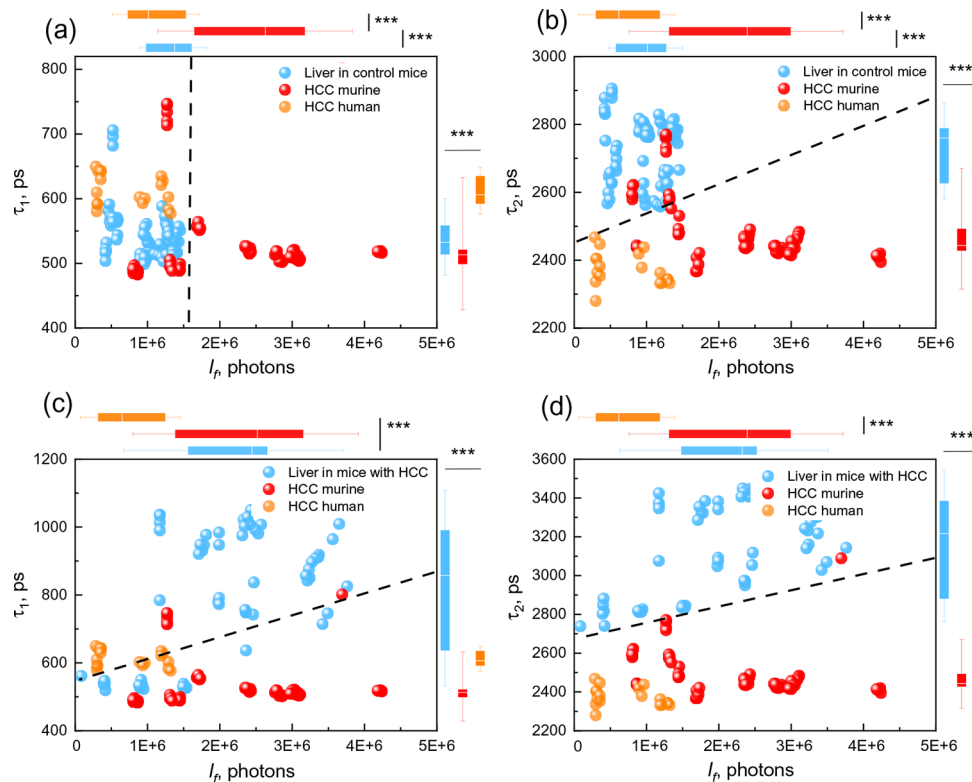 (a)
***
***
(b)
***
***
τ1, ps
800
700
600
500
400
Liver in control mice
HCC murine
HCC human
***
0
1E+6
2E+6
3E+6
4E+6
5E+6
If, photons
τ2, ps
3000
2800
2600
2400
2200
Liver in control mice
HCC murine
HCC human
***
0
1E+6
2E+6
3E+6
4E+6
5E+6
If, photons
(c)
***
(d)
***
τ1, ps
1200
1000
800
600
400
Liver in mice with HCC
HCC murine
HCC human
***
0
1E+6
2E+6
3E+6
4E+6
5E+6
If, photons
τ2, ps
3600
3400
3200
3000
2800
2600
2400
2200
Liver in mice with HCC
HCC murine
HCC human
***
0
1E+6
2E+6
3E+6
4E+6
5E+6
If, photons